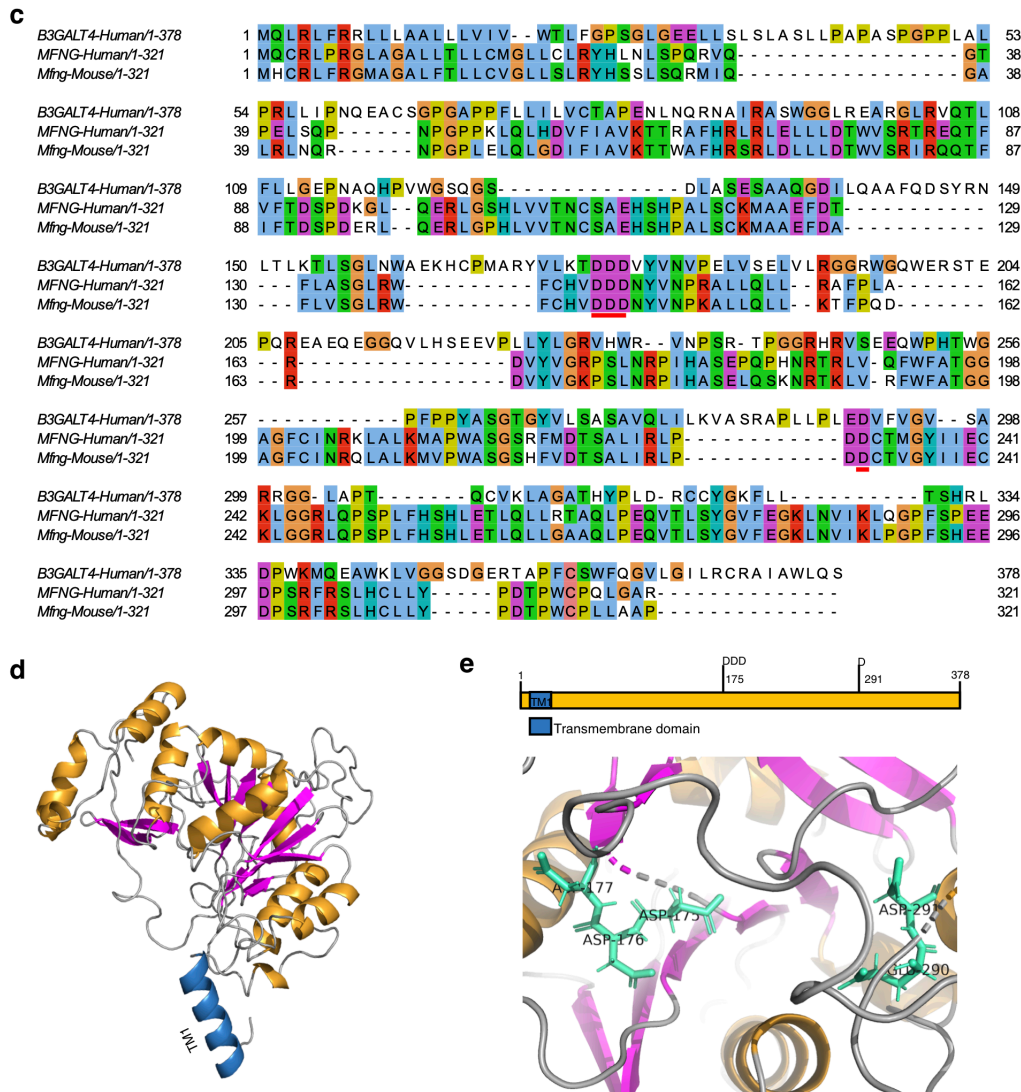 c
B3GALT4-Human/1-378 1 MQLRLFRRLLLAALLLVIV--WTLFGPSGLGEELLSLSLASLLPAPASPGPPLAL 53
MFNG-Human/1-321 1 MQCRLPRGLAGALLTLLCMGLLCLRYHLNLSPQRVQ-----------------GT 38
Mfng-Mouse/1-321 1 MHCRLFRGMAGALFTLLCVGLLSLRYHSSLSQRMIQ-----------------GA 38
B3GALT4-Human/1-378 54 PRLLIPNQEACSGPGAPPFLLILVCTAPENLNQRNAIRASWGGLREARGLRVQTL 108
MFNG-Human/1-321 39 PELSQP------NPGPPKLQLHDVFIAVKTTRAFHRLRLELLLDTWVSRTREQTF 87
Mfng-Mouse/1-321 39 LRLNQR------NPGPLELQLGDIFIAVKTTWAFHRSRLDLLLDTWVSRIRQQTF 87
B3GALT4-Human/1-378 109 FLLGEPNAQHPVWGSQGS--------------DLASESAAQGDILQAAFQDSYRN 149
MFNG-Human/1-321 88 VFTDSPDKGL--QERLGSHLVVTNCSAEHSHPALSCKMAAEFDT----------- 129
Mfng-Mouse/1-321 88 IFTDSPDERL--QERLGPHLVVTNCSAEHSHPALSCKMAAEFDA----------- 129
B3GALT4-Human/1-378 150 LTLKTLSGLNWAEKHCPMARYVLKTDDDVYVNVPELVSELVLRGGRWGQWERSTE 204
MFNG-Human/1-321 130 ---FLASGLRW----------FCHVDDDNYVNPRALLQLL--RAFPLA------- 162
Mfng-Mouse/1-321 130 ---FLVSGLRW----------FCHVDDDNYVNPKALLQLL--KTFPQD------- 162
B3GALT4-Human/1-378 205 PQREAEQEGGQVLHSEEVPLLYLGRVHWR--VNPSR-TPGGRHRVSEEQWPHTWG 256
MFNG-Human/1-321 163 --R----------------DVYVGRPSLNRPIHASEPQPHNRTRLV-RFWFATGG 198
Mfng-Mouse/1-321 163 --R----------------DVYVGKPSLNRPIHASELQSKNRTKLV-RFWFATGG 198
B3GALT4-Human/1-378 257 -----------PFPPYASGTGYVLSASAVQLILKVASRAPLLPLEDVFVGV--SA 298
MFNG-Human/1-321 199 AGFCINRKLALKMAPWASGSRFMDTSALIRLP------------DDCTMGYIIEC 241
Mfng-Mouse/1-321 199 AGFCINRQLALKMVPWASGSHFVDTSALIRLP------------DDCTVGYIIEC 241
B3GALT4-Human/1-378 299 RRGG-LAPT-------QCVKLAGATHYPLD-RCCYGKFLL----------TSHRL 334
MFNG-Human/1-321 242 KLGGRLQPSPLFHSHLETLQLLRTAQLPEQVTLSYGVFEGKLNVIKLQGPFSPEE 296
Mfng-Mouse/1-321 242 KLGGRLQPSPLFHSHLETLQLLGAAQLPEQVTLSYGVFEGKLNVIKLPGPFSHEE 296
B3GALT4-Human/1-378 335 DPWKMQEAWKLVGGSDGERTAPFCSWFQGVLGILRCRAIAWLQS 378
MFNG-Human/1-321 297 DPSRFRSLHCLLY-----PDTPWCPQLGAR-------------- 321
Mfng-Mouse/1-321 297 DPSRFRSLHCLLY-----PDTPWCPLLAAP-------------- 321
d
TM1
e
1 DDD 175 D 291 378
TM1
Transmembrane domain
ASP-177
ASP-175
ASP-176
ASP-291
GLU-290